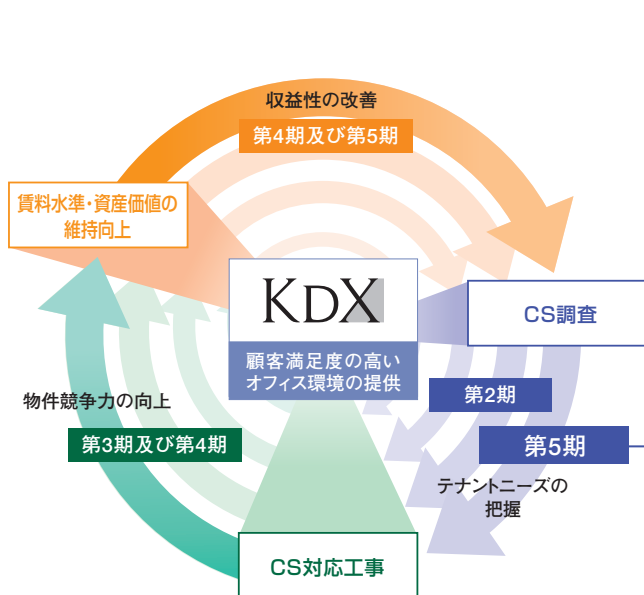 収益性の改善
第4期及び第5期
賃料水準・資産価値の
維持向上
KDX
顧客満足度の高い
オフィス環境の提供
CS調査
第2期
第5期
テナントニーズの
把握
物件競争力の向上
第3期及び第4期
CS対応工事